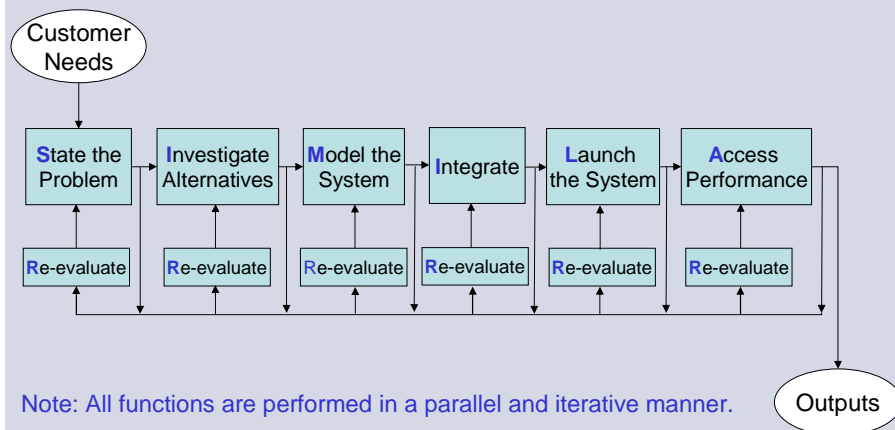 Customer
Needs
State the
Problem
Investigate
Alternatives
Model the
System
Integrate
Launch
the System
Access
Performance
Re-evaluate
Re-evaluate
Re-evaluate
Re-evaluate
Re-evaluate
Re-evaluate
Note: All functions are performed in a parallel and iterative manner.
Outputs